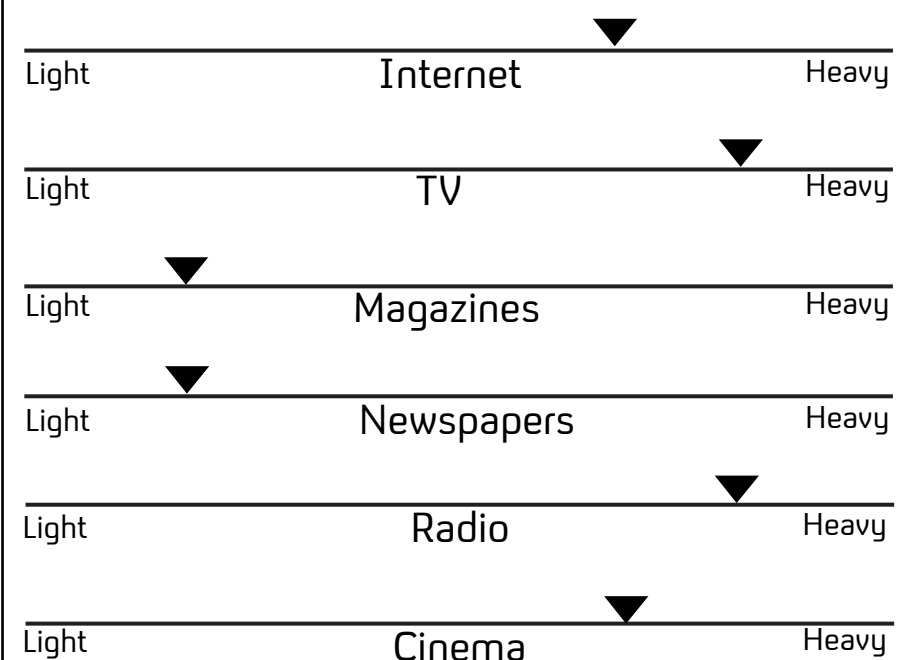 Light Internet Heavy
Light TV Heavy
Light Magazines Heavy
Light Newspapers Heavy
Light Radio Heavy
Light Cinema Heavy